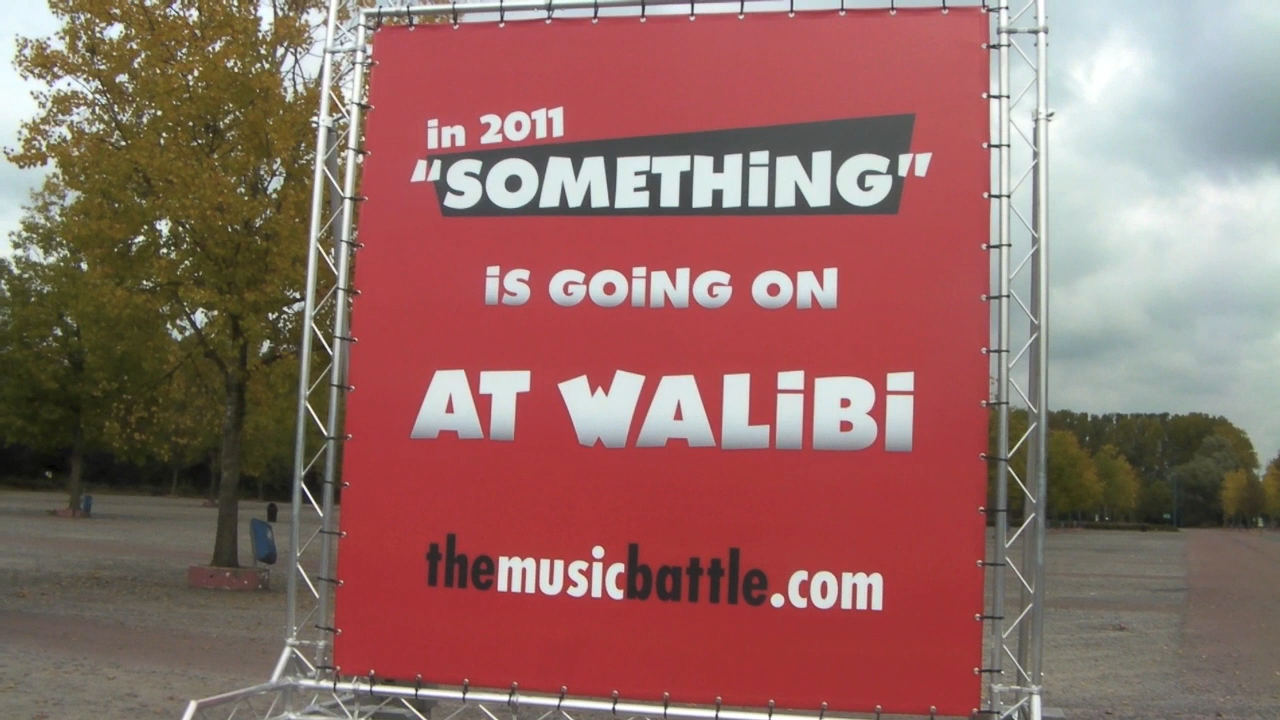 in 2011
"SOMETHiNG"
iS GOiNG ON
AT WALiBi
themusicbattle.com